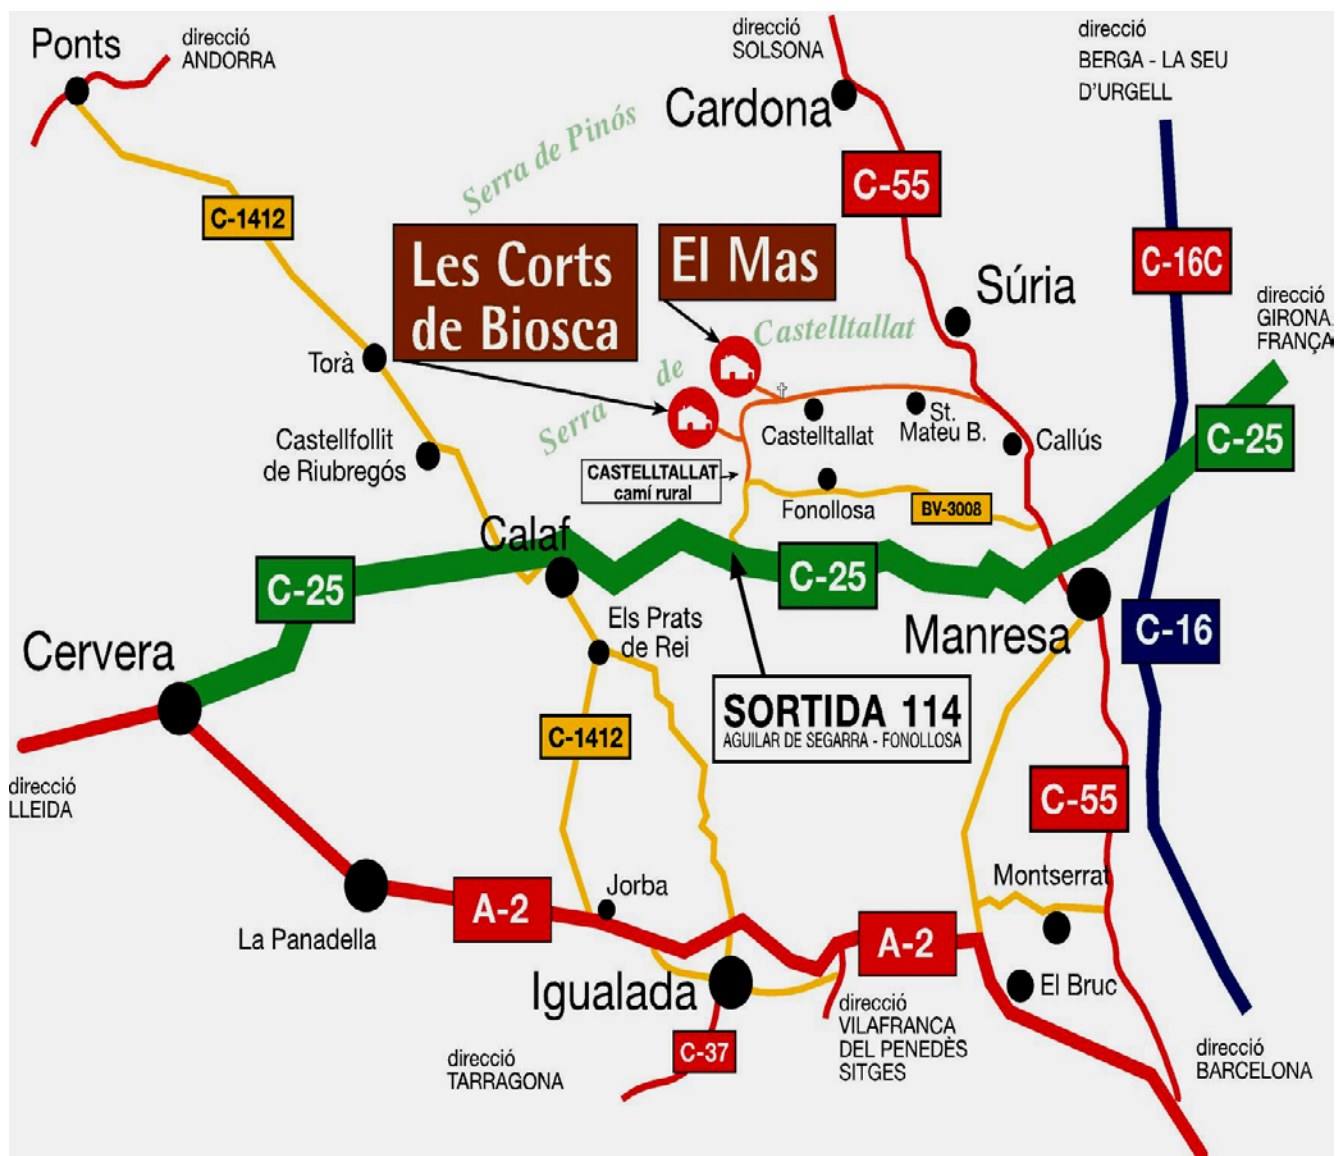 Ponts
direcció
ANDORRA
direcció
SOLSONA
direcció
BERGA - LA SEU
D'URGELL
Cardona
Serra de Pinós
C-55
C-1412
Les Corts
de Biosca
El Mas
C-16C
Súria
direcció
GIRONA
FRANÇA
Serra de Castelltallat
Torà
Castellfollit
de Riubregós
Castelltallat
St.
Mateu B.
Callús
C-25
CASTELLTALLAT
camí rural
Fonollosa
BV-3008
Calaf
C-25
C-25
Els Prats
de Rei
Manresa
C-16
Cervera
SORTIDA 114
AGUILAR DE SEGARRA - FONOLLOSA
C-1412
direcció
LLEIDA
C-55
Montserrat
Jorba
A-2
A-2
La Panadella
Igualada
El Bruc
direcció
VILAFRANCA
DEL PENEDÈS
SITGES
C-37
direcció
TARRAGONA
direcció
BARCELONA